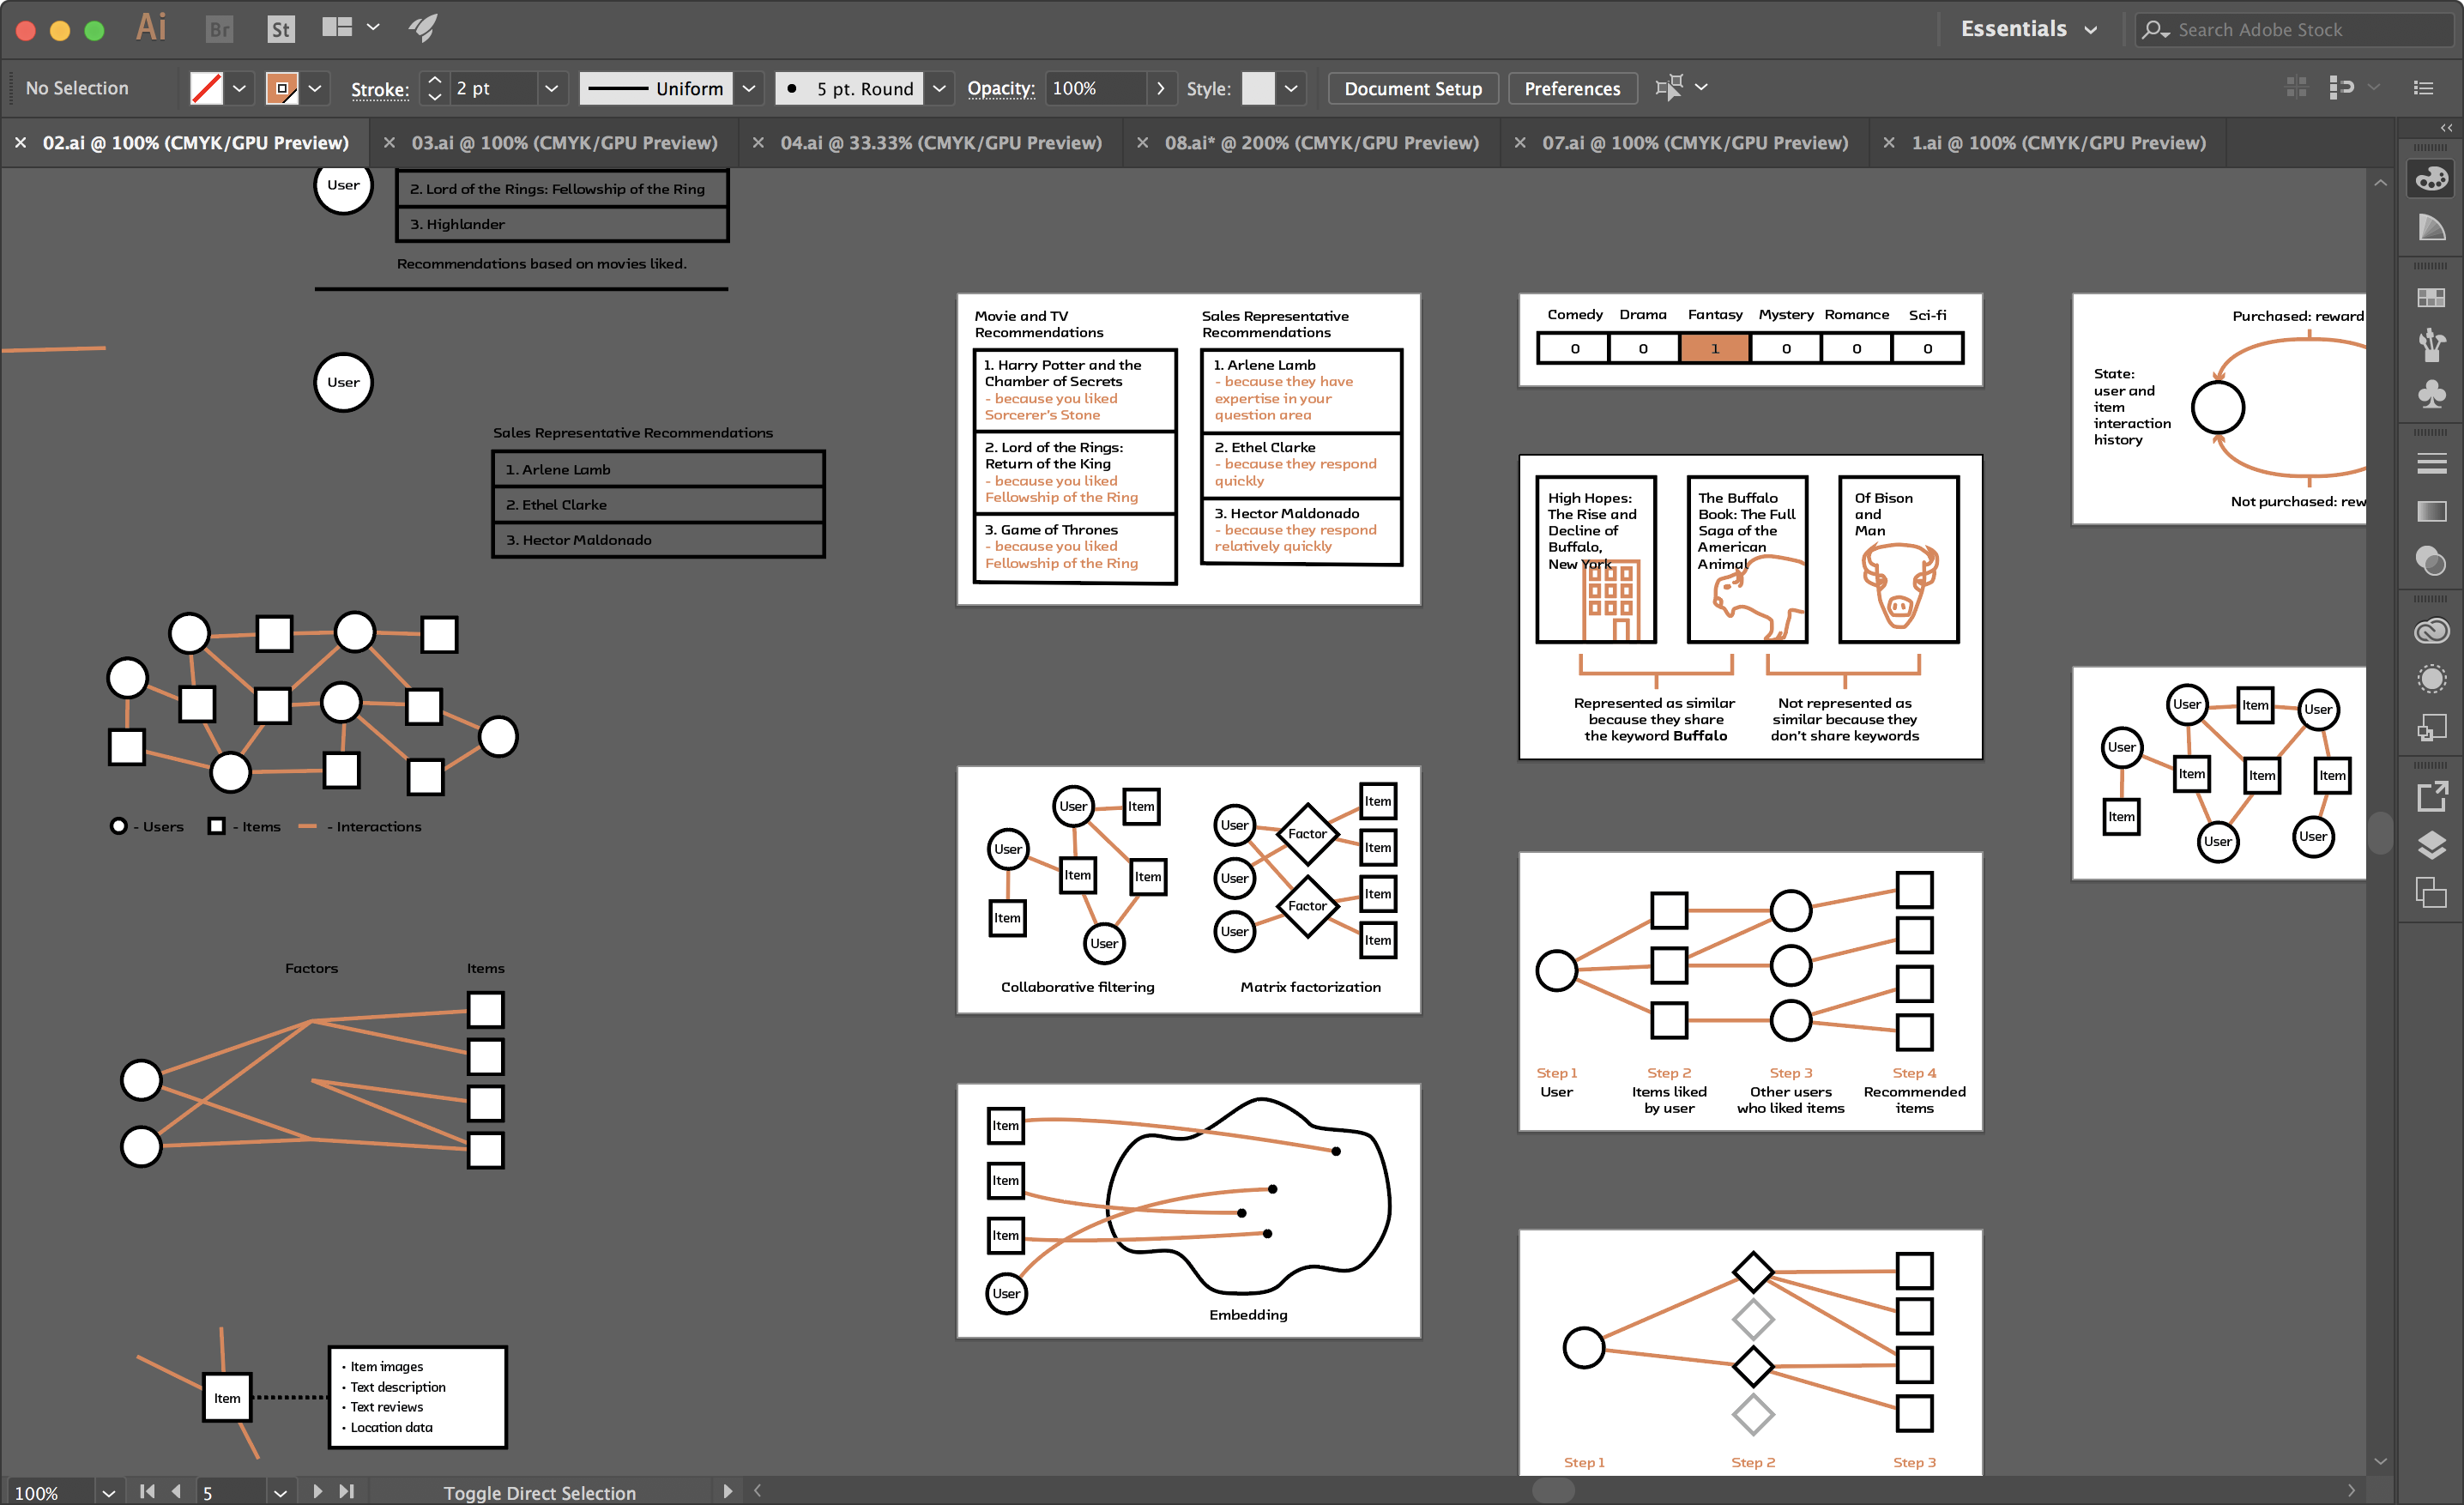 Ai Br St Essentials Search Adobe Stock
No Selection Stroke: 2 pt Uniform 5 pt. Round Opacity: 100% Style: Document Setup Preferences
02.ai @ 100% (CMYK/GPU Preview) 03.ai @ 100% (CMYK/GPU Preview) 04.ai @ 33.33% (CMYK/GPU Preview) 08.ai* @ 200% (CMYK/GPU Preview) 07.ai @ 100% (CMYK/GPU Preview) 1.ai @ 100% (CMYK/GPU Preview)
User
2. Lord of the Rings: Fellowship of the Ring
3. Highlander
Recommendations based on movies liked.
User
Sales Representative Recommendations
1. Arlene Lamb
2. Ethel Clarke
3. Hector Maldonado
- Users - Items - Interactions
Factors Items
Item
• Item images
• Text description
• Text reviews
• Location data
Movie and TV
Recommendations
1. Harry Potter and the
Chamber of Secrets
- because you liked
Sorcerer's Stone
2. Lord of the Rings:
Return of the King
- because you liked
Fellowship of the Ring
3. Game of Thrones
- because you liked
Fellowship of the Ring
Sales Representative
Recommendations
1. Arlene Lamb
- because they have
expertise in your
question area
2. Ethel Clarke
- because they respond
quickly
3. Hector Maldonado
- because they respond
relatively quickly
User
Item
User
Item
Item
Item
User
Collaborative filtering
User
User
User
Factor
Factor
Item
Item
Item
Item
Matrix factorization
Item
Item
Item
User
Embedding
Comedy Drama Fantasy Mystery Romance Sci-fi
0 0 1 0 0 0
High Hopes:
The Rise and
Decline of
Buffalo,
New York
The Buffalo
Book: The Full
Saga of the
American
Animal
Of Bison
and
Man
Represented as similar
because they share
the keyword Buffalo
Not represented as
similar because they
don't share keywords
Step 1
User
Step 2
Items liked
by user
Step 3
Other users
who liked items
Step 4
Recommended
items
Step 1 Step 2 Step 3
Purchased: reward
State:
user and
item
interaction
history
Not purchased: rew
User
Item
User
User
Item
Item
Item
Item
User
User
100% 5 Toggle Direct Selection